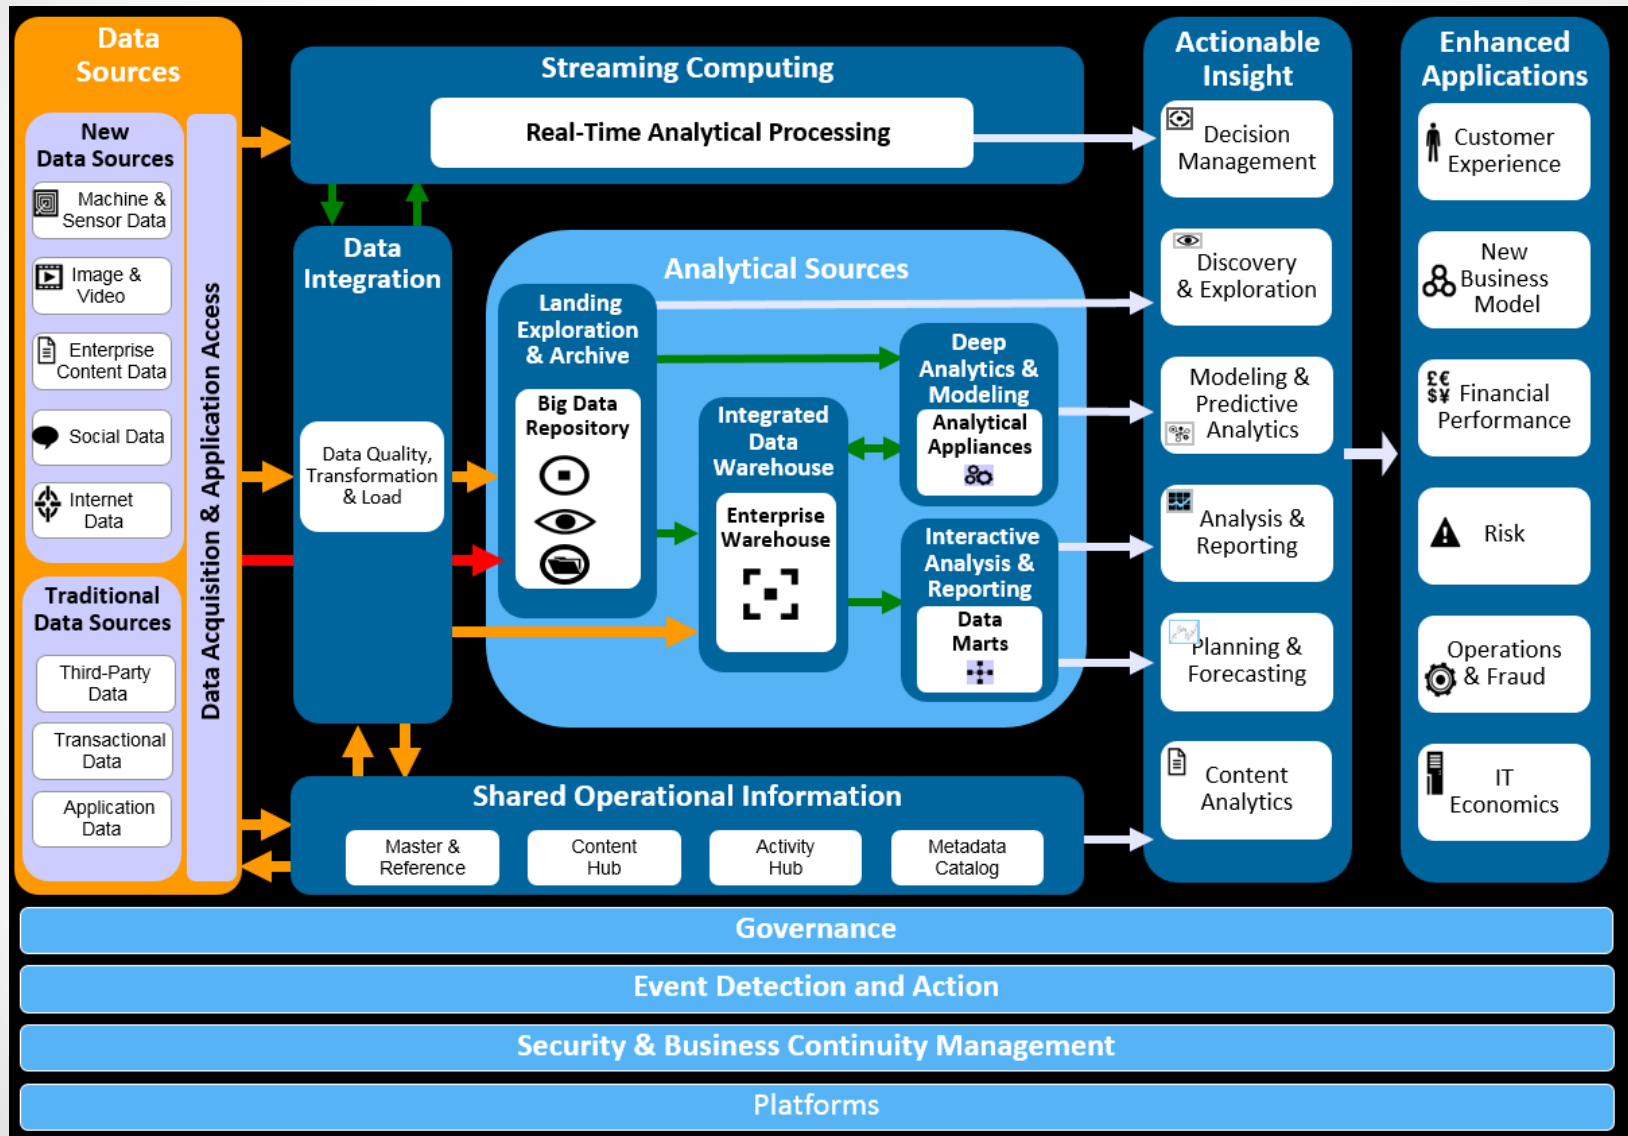 Data
Sources
New
Data Sources
Machine &
Sensor Data
Image &
Video
Enterprise
Content Data
Social Data
Internet
Data
Traditional
Data Sources
Third-Party
Data
Transactional
Data
Application
Data
Data Acquisition & Application Access
Streaming Computing
Real-Time Analytical Processing
Data
Integration
Data Quality,
Transformation
& Load
Analytical Sources
Landing
Exploration
& Archive
Big Data
Repository
Integrated
Data
Warehouse
Enterprise
Warehouse
Deep
Analytics &
Modeling
Analytical
Appliances
Interactive
Analysis &
Reporting
Data
Marts
Shared Operational Information
Master &
Reference
Content
Hub
Activity
Hub
Metadata
Catalog
Actionable
Insight
Decision
Management
Discovery
& Exploration
Modeling &
Predictive
Analytics
Analysis &
Reporting
Planning &
Forecasting
Content
Analytics
Enhanced
Applications
Customer
Experience
New
Business
Model
£€
$¥
Financial
Performance
Risk
Operations
& Fraud
IT
Economics
Governance
Event Detection and Action
Security & Business Continuity Management
Platforms